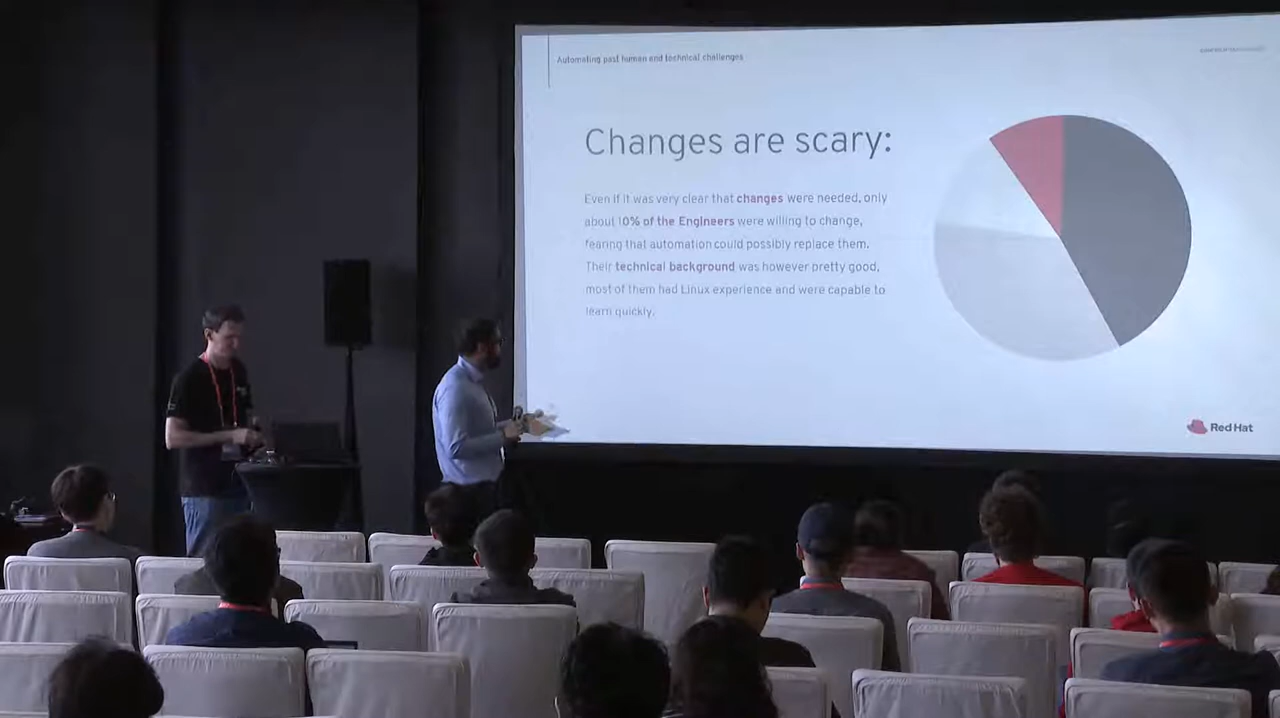 Automating past human and technical challenges
Changes are scary:
Even if it was very clear that changes were needed, only
about 10% of the Engineers were willing to change,
fearing that automation could possibly replace them.
Their technical background was however pretty good,
most of them had Linux experience and were capable to
learn quickly.
Red Hat